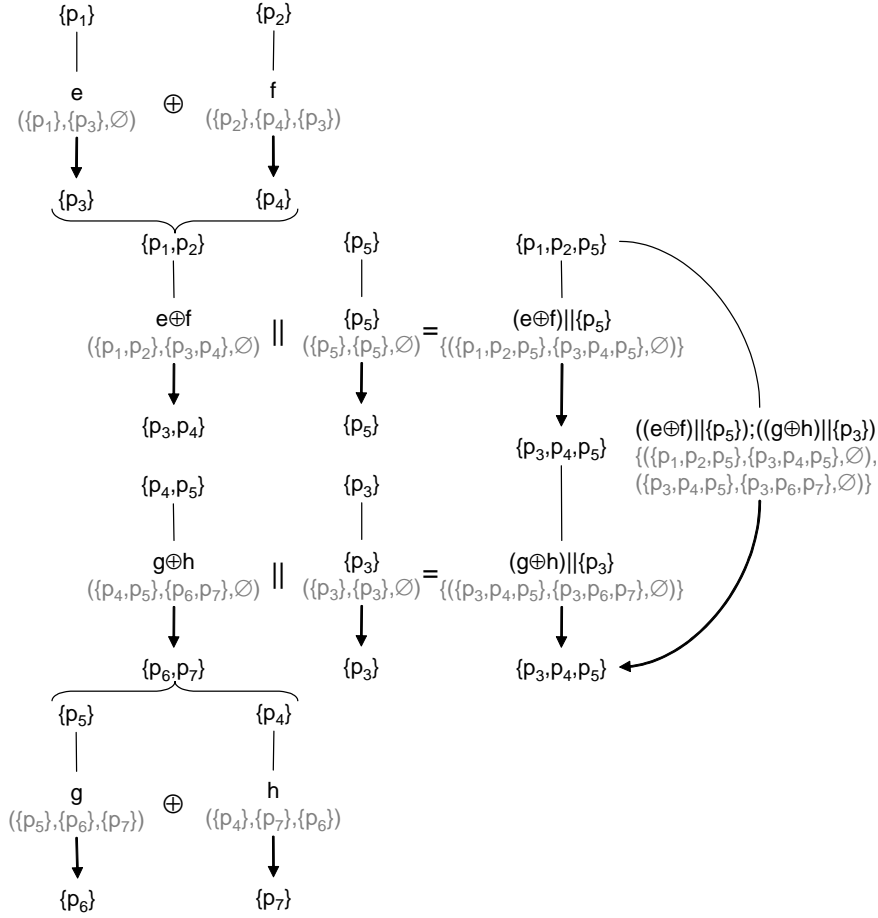 {p₁} {p₂}
e ⊕ f
({p₁},{p₃},∅) ({p₂},{p₄},{p₃})
{p₃} {p₄}
{p₁,p₂} {p₅} {p₁,p₂,p₅}
e⊕f || {p₅} = (e⊕f)||{p₅}
({p₁,p₂},{p₃,p₄},∅) ({p₅},{p₅},∅) {({p₁,p₂,p₅},{p₃,p₄,p₅},∅)}
{p₃,p₄} {p₅} {p₃,p₄,p₅}
((e⊕f)||{p₅});((g⊕h)||{p₃})
{({p₁,p₂,p₅},{p₃,p₄,p₅},∅),
({p₃,p₄,p₅},{p₃,p₆,p₇},∅)}
{p₄,p₅} {p₃}
g⊕h || {p₃} = (g⊕h)||{p₃}
({p₄,p₅},{p₆,p₇},∅) ({p₃},{p₃},∅) {({p₃,p₄,p₅},{p₃,p₆,p₇},∅)}
{p₆,p₇} {p₃} {p₃,p₄,p₅}
{p₅} {p₄}
g ⊕ h
({p₅},{p₆},{p₇}) ({p₄},{p₇},{p₆})
{p₆} {p₇}